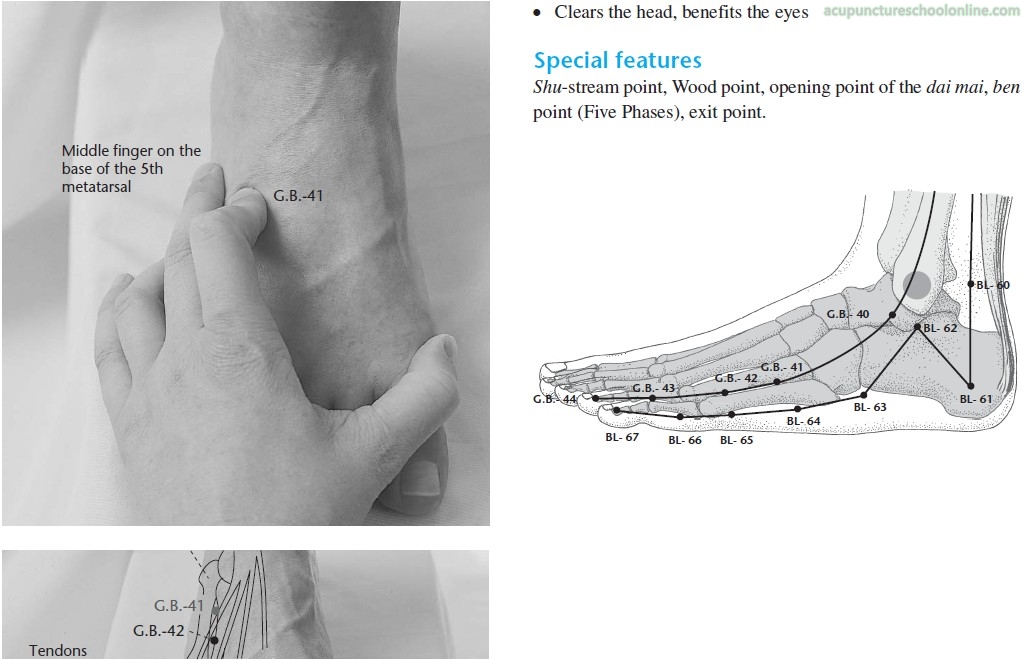 Middle finger on the
base of the 5th
metatarsal
G.B.-41
G.B.-41
G.B.-42
Tendons
• Clears the head, benefits the eyes
acupunctureschoolonline.com
Special features
Shu-stream point, Wood point, opening point of the dai mai, ben
point (Five Phases), exit point.
BL- 60
G.B.- 40
BL- 62
G.B.- 41
G.B.- 42
G.B.- 43
G.B.- 44
BL- 61
BL- 63
BL- 64
BL- 67
BL- 66
BL- 65